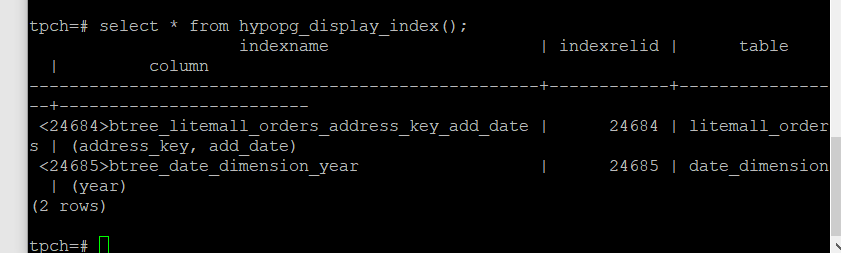 tpch=# select * from hypopg_display_index();
indexname | indexrelid | table
| column
--------------------------------------------------+------------+---------------
--+-------------------------
<24684>btree_litemall_orders_address_key_add_date | 24684 | litemall_order
s | (address_key, add_date)
<24685>btree_date_dimension_year | 24685 | date_dimension
| (year)
(2 rows)
tpch=#